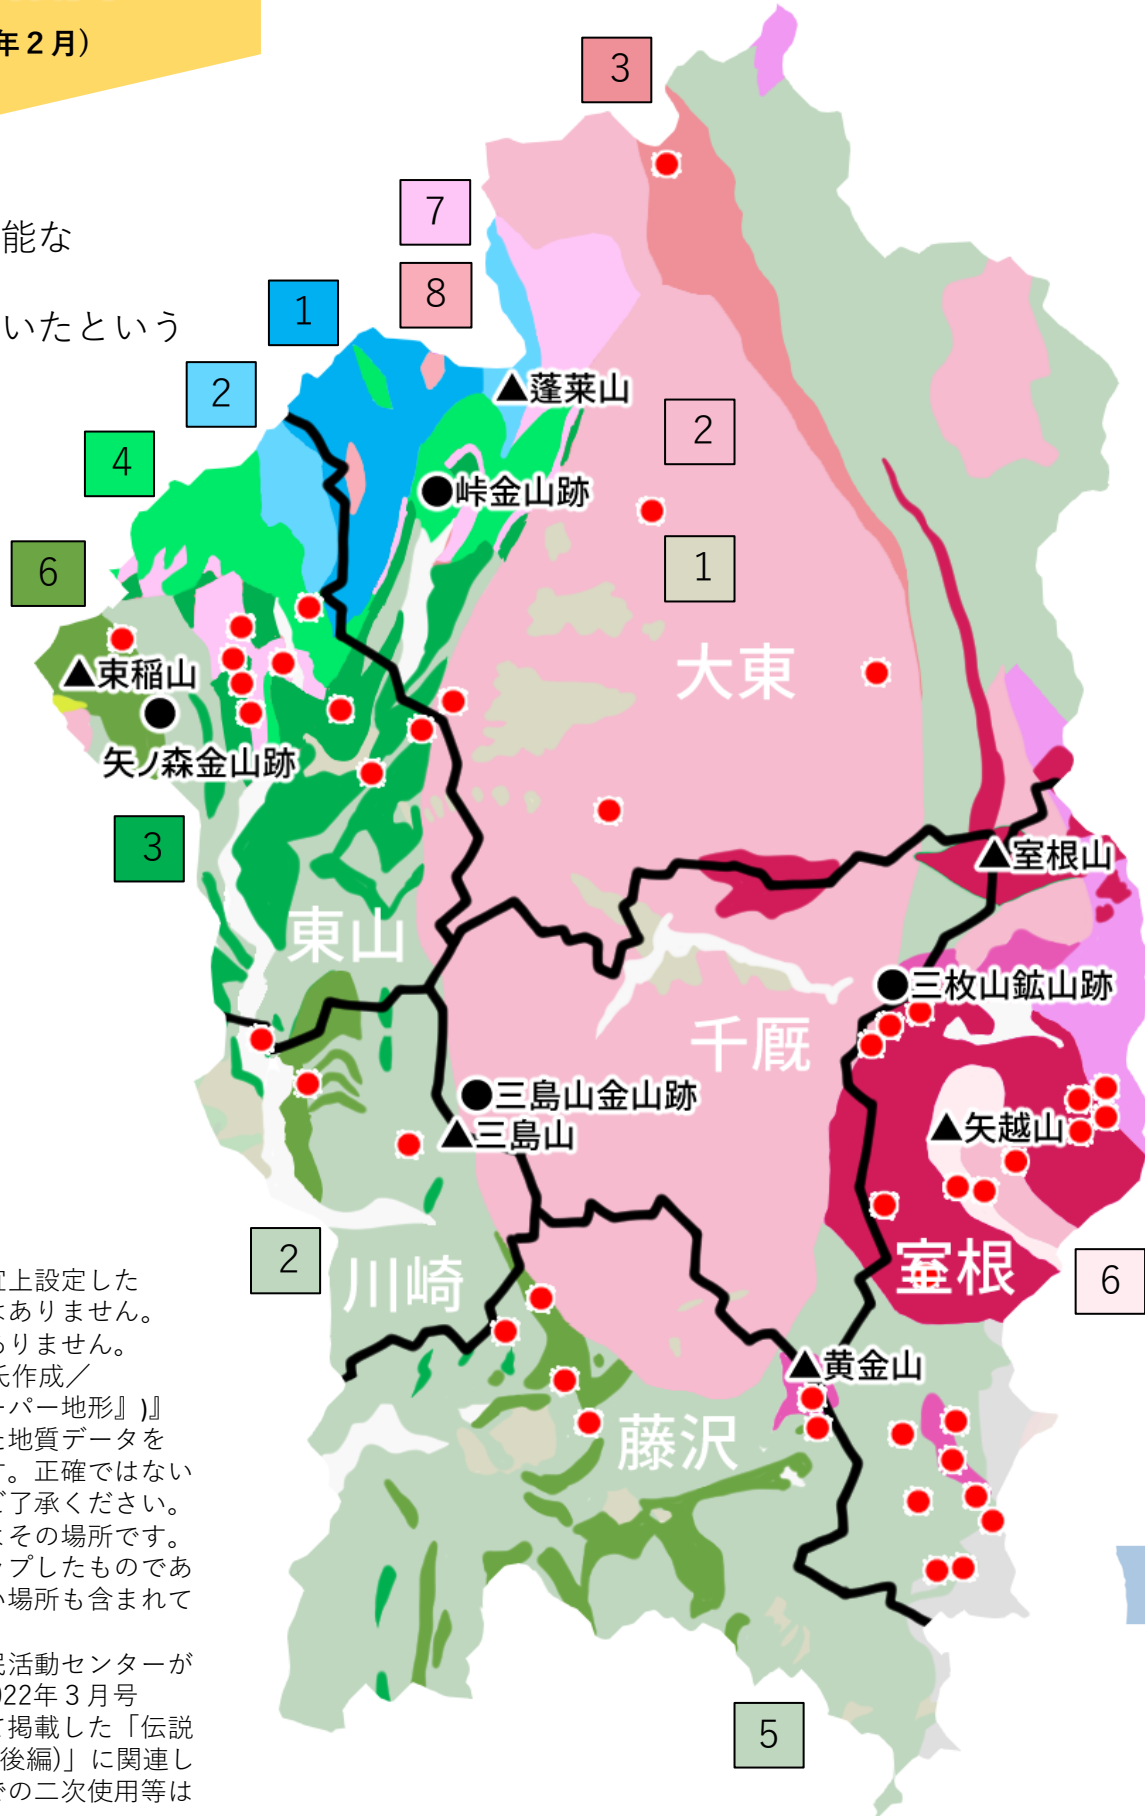 年２月）
能な
いたという
3
7
8
1
2
▲蓬莱山
4
2
●峠金山跡
6
1
大東
▲束稲山
矢ノ森金山跡
3
▲室根山
東山
●三枚山鉱山跡
千厩
●三島山金山跡
▲三島山
▲矢越山
2
川崎
室根
6
宜上設定した
はありません。
ありません。
氏作成／
ーパー地形』)』
た地質データを
す。正確ではない
ご了承ください。
はその場所です。
ップしたものであ
い場所も含まれて
▲黄金山
藤沢
民活動センターが
022年３月号
て掲載した「伝説
後編)」に関連し
での二次使用等は
5